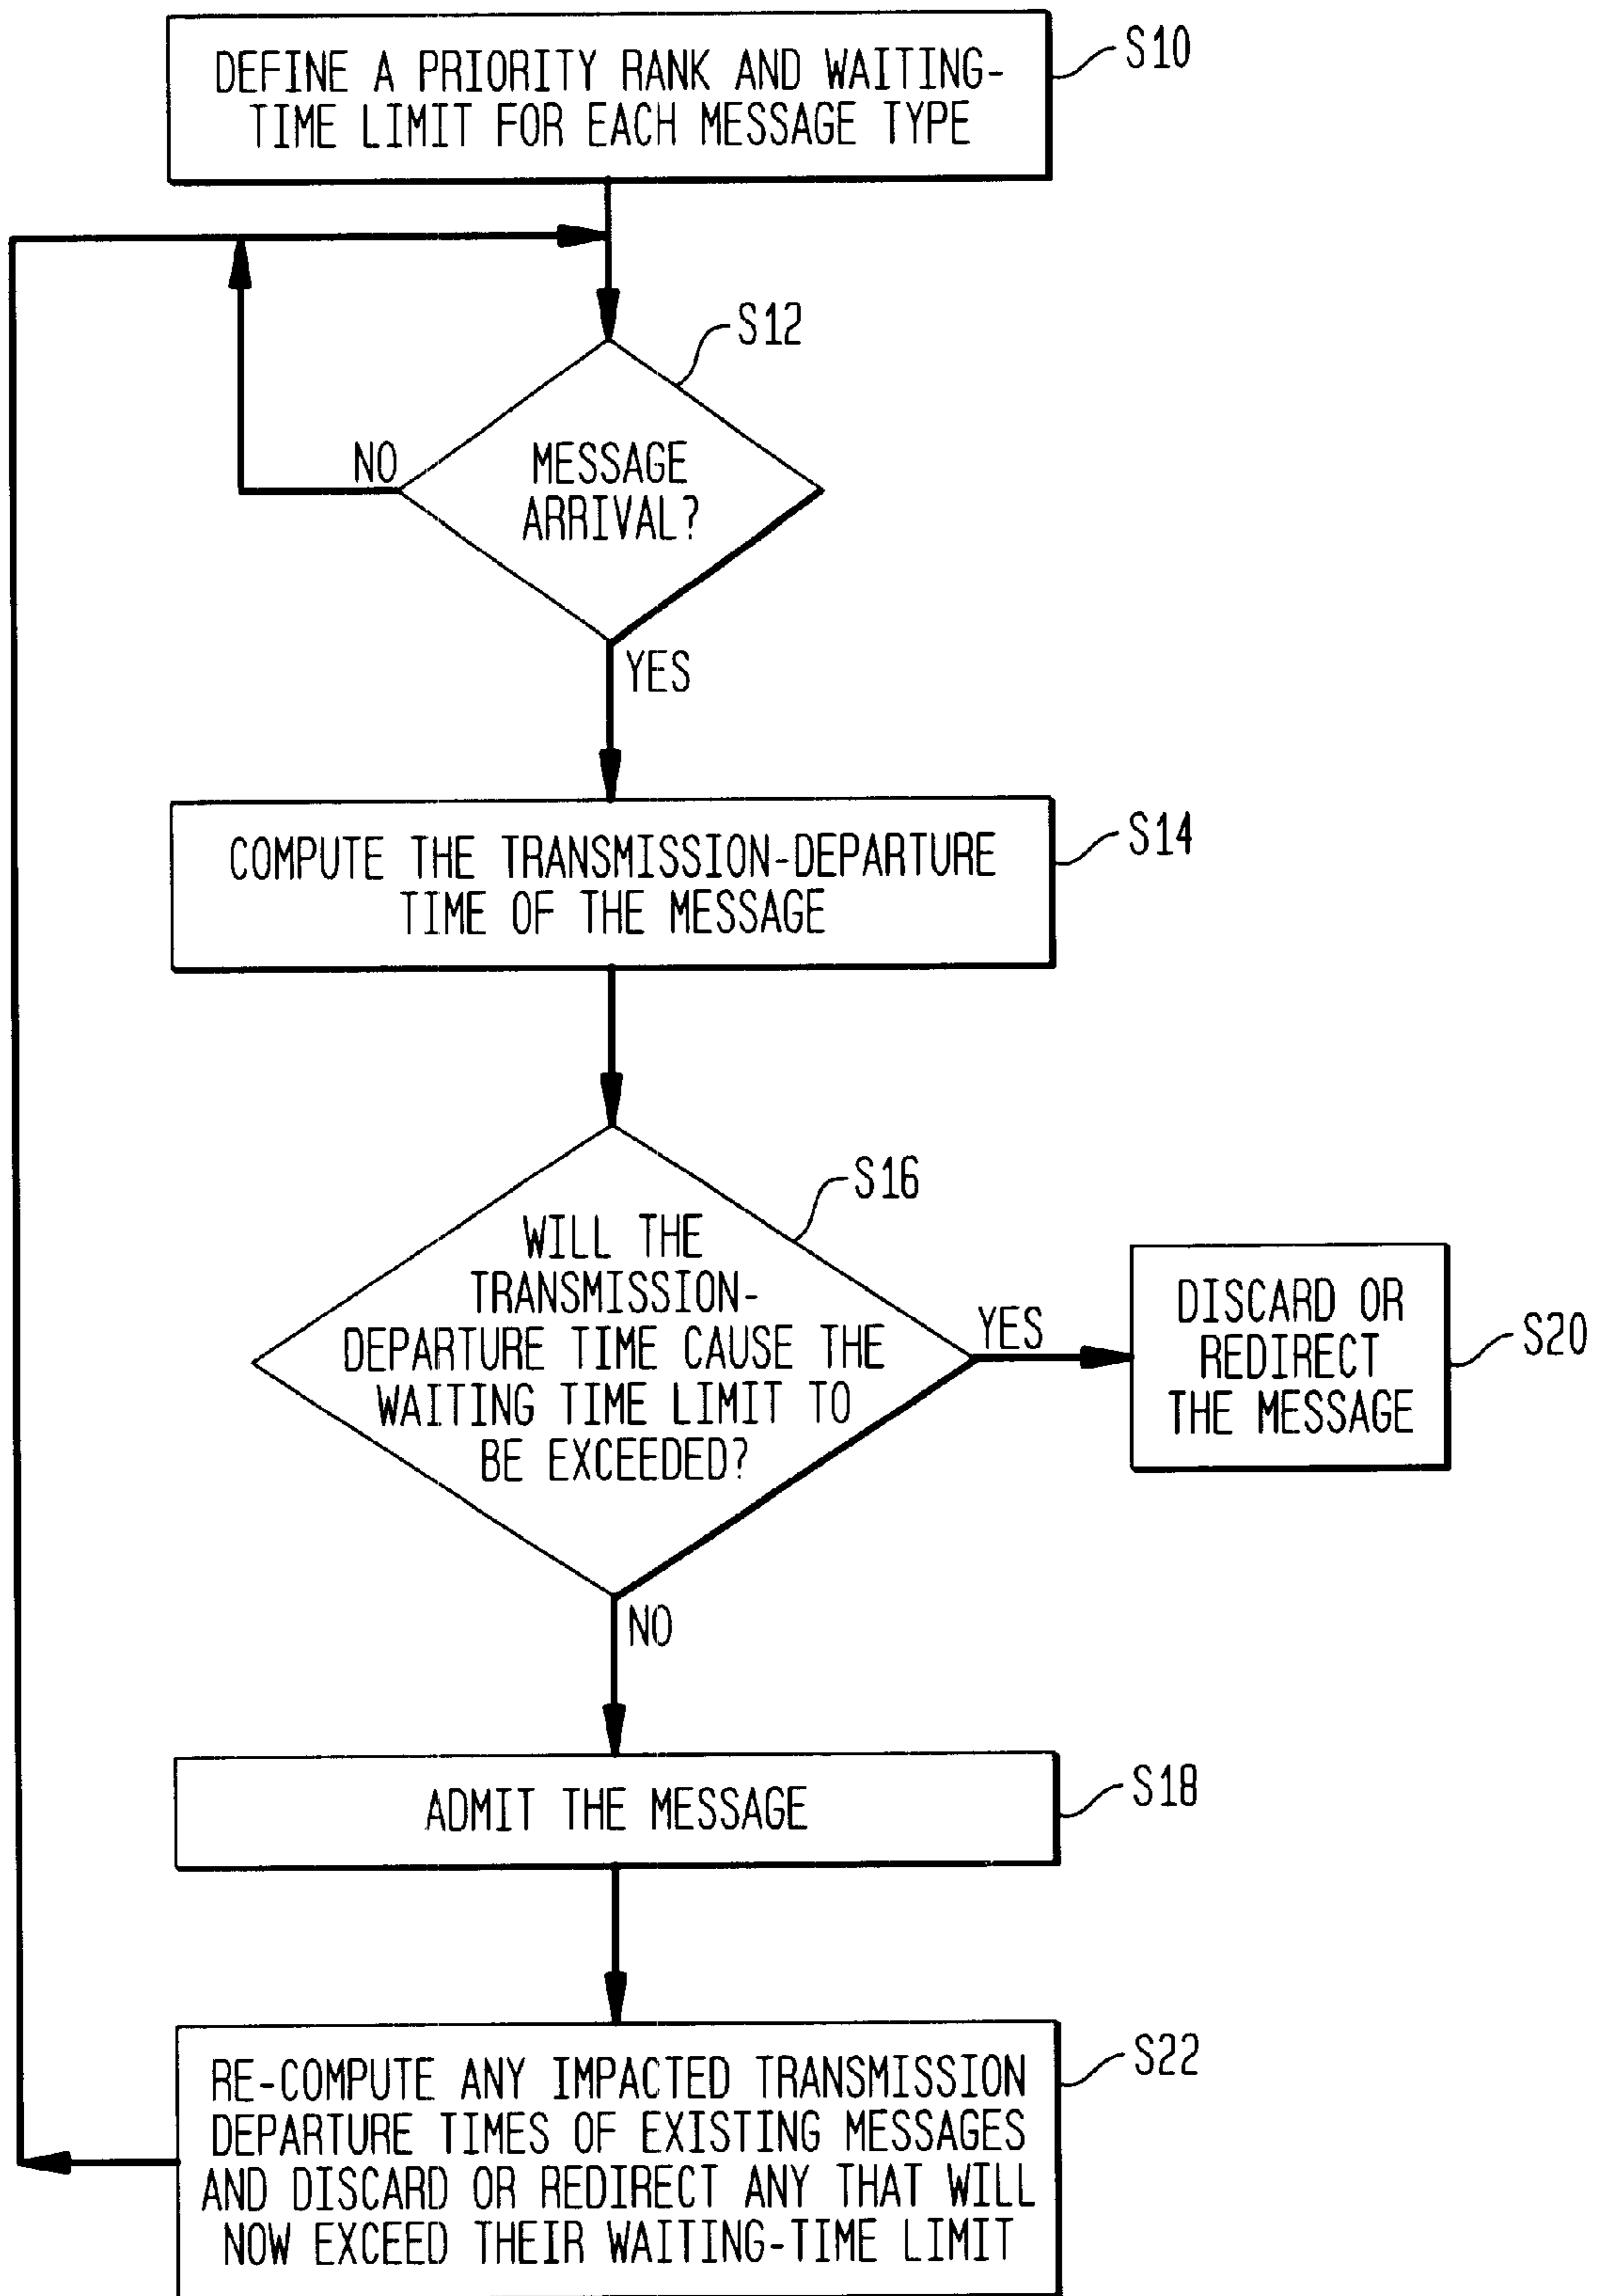 DEFINE A PRIORITY RANK AND WAITING-
TIME LIMIT FOR EACH MESSAGE TYPE
S10
S12
NO
MESSAGE
ARRIVAL?
YES
COMPUTE THE TRANSMISSION-DEPARTURE
TIME OF THE MESSAGE
S14
S16
WILL THE
TRANSMISSION-
DEPARTURE TIME CAUSE THE
WAITING TIME LIMIT TO
BE EXCEEDED?
YES
DISCARD OR
REDIRECT
THE MESSAGE
S20
NO
ADMIT THE MESSAGE
S18
RE-COMPUTE ANY IMPACTED TRANSMISSION
DEPARTURE TIMES OF EXISTING MESSAGES
AND DISCARD OR REDIRECT ANY THAT WILL
NOW EXCEED THEIR WAITING-TIME LIMIT
S22